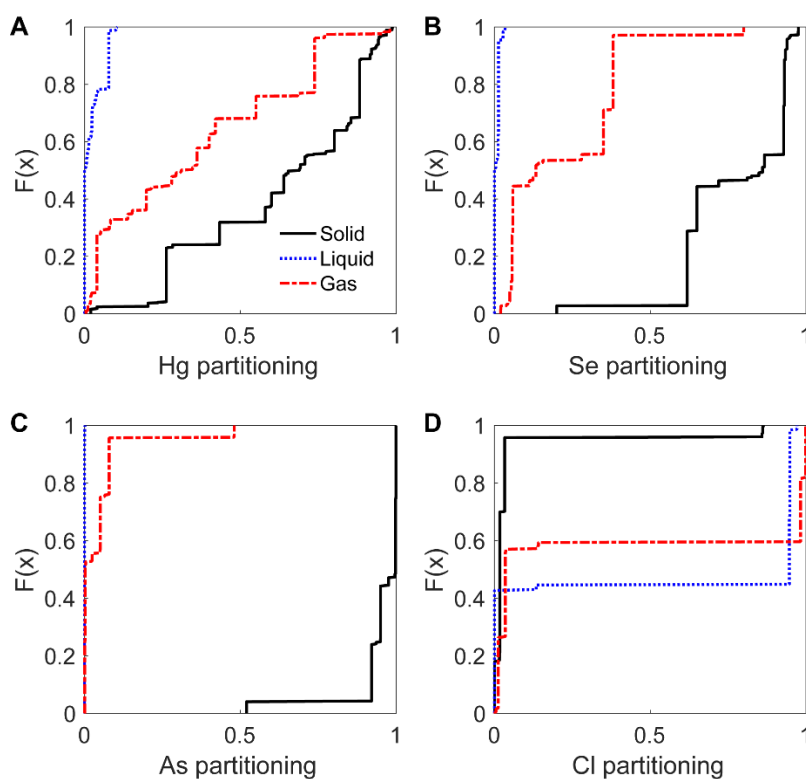 A
F(x)
1
0.8
0.6
0.4
0.2
0
0
0.5
1
Hg partitioning
Solid
Liquid
Gas
B
F(x)
1
0.8
0.6
0.4
0.2
0
0
0.5
1
Se partitioning
C
F(x)
1
0.8
0.6
0.4
0.2
0
0
0.5
1
As partitioning
D
F(x)
1
0.8
0.6
0.4
0.2
0
0
0.5
1
Cl partitioning